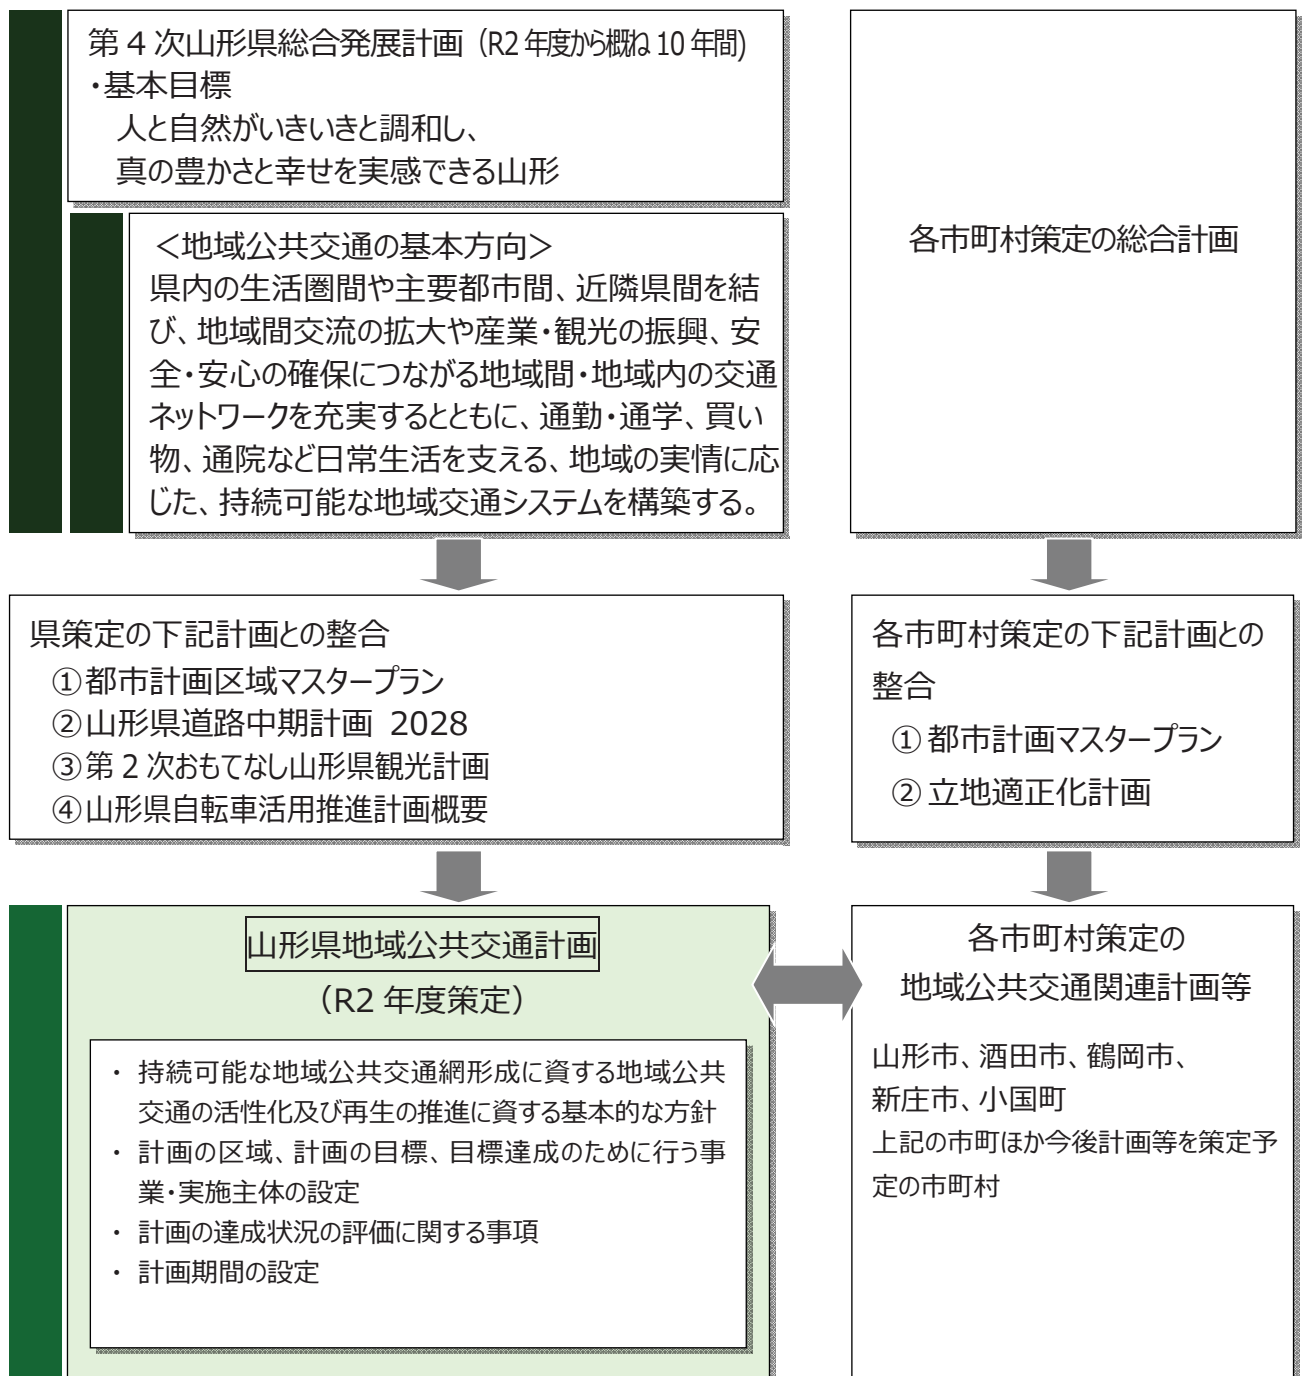 第4次山形県総合発展計画（R2年度から概ね10年間)
・基本目標
人と自然がいきいきと調和し、
真の豊かさと幸せを実感できる山形
＜地域公共交通の基本方向＞
県内の生活圏間や主要都市間、近隣県間を結
び、地域間交流の拡大や産業・観光の振興、安
全・安心の確保につながる地域間・地域内の交通
ネットワークを充実するとともに、通勤・通学、買い
物、通院など日常生活を支える、地域の実情に応
じた、持続可能な地域交通システムを構築する。
各市町村策定の総合計画
県策定の下記計画との整合
①都市計画区域マスタープラン
②山形県道路中期計画 2028
③第2次おもてなし山形県観光計画
④山形県自転車活用推進計画概要
各市町村策定の下記計画との
整合
①都市計画マスタープラン
②立地適正化計画
山形県地域公共交通計画
（R2年度策定）
・ 持続可能な地域公共交通網形成に資する地域公共
交通の活性化及び再生の推進に資する基本的な方針
・ 計画の区域、計画の目標、目標達成のために行う事
業・実施主体の設定
・ 計画の達成状況の評価に関する事項
・ 計画期間の設定
各市町村策定の
地域公共交通関連計画等
山形市、酒田市、鶴岡市、
新庄市、小国町
上記の市町ほか今後計画等を策定予
定の市町村